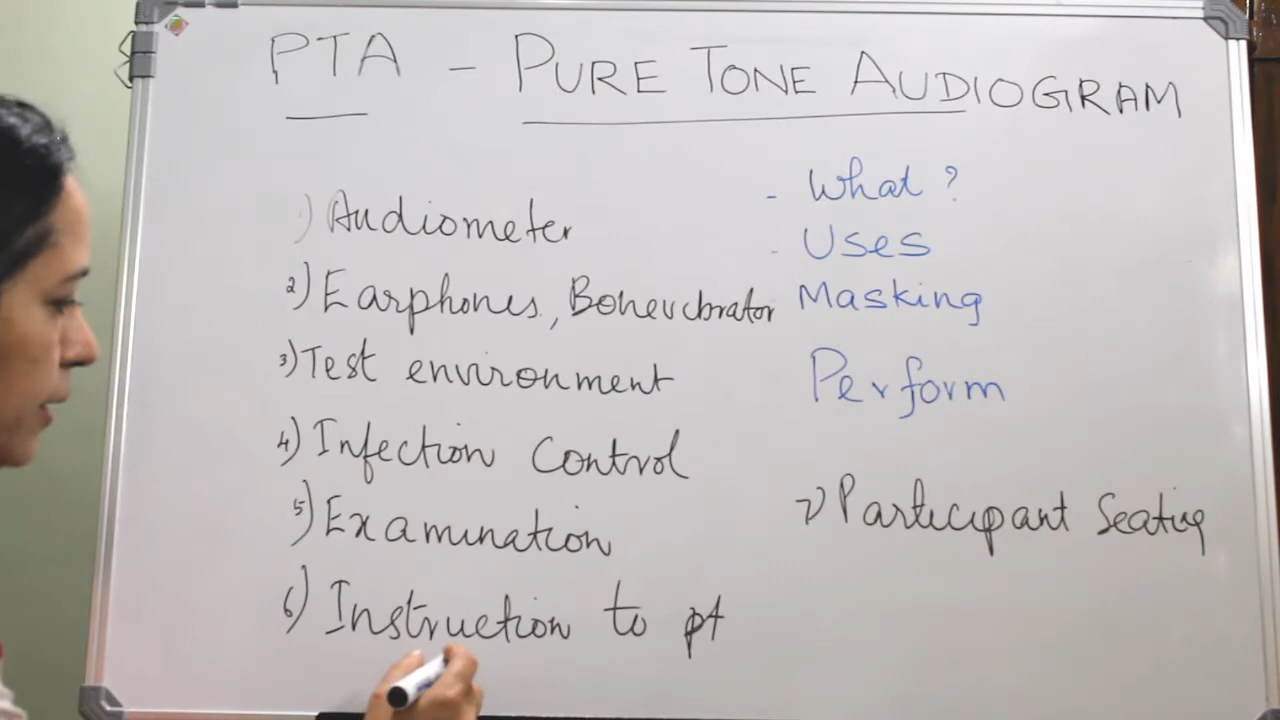 PTA - PURE TONE AUDIOGRAM
1) Audiometer
2) Earphones, Bonevibrator
3) Test environment
4) Infection Control
5) Examination
6) Instruction to pt
- What ?
- Uses
Masking
Perform
7) Participant Seating